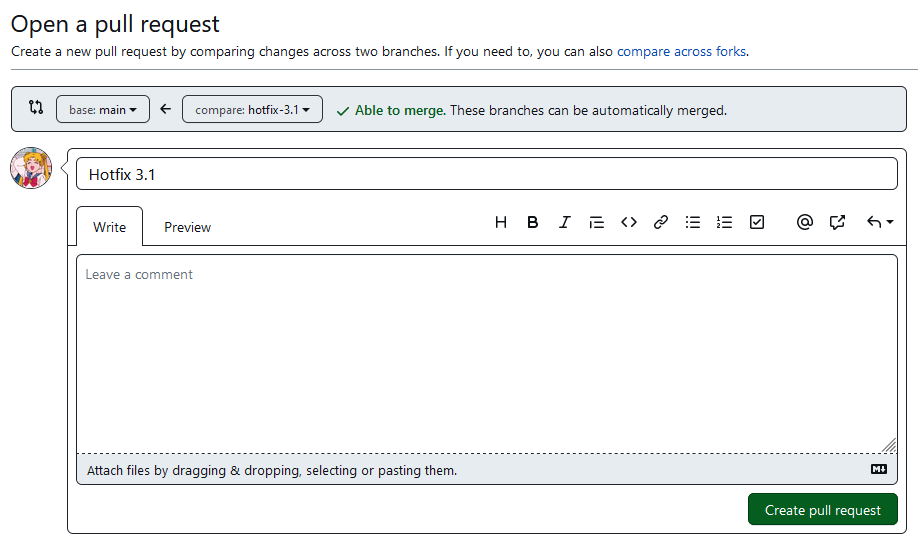 Open a pull request
Create a new pull request by comparing changes across two branches. If you need to, you can also compare across forks.
base: main compare: hotfix-3.1 Able to merge. These branches can be automatically merged.
Hotfix 3.1
Write Preview
Leave a comment
Attach files by dragging & dropping, selecting or pasting them.
Create pull request